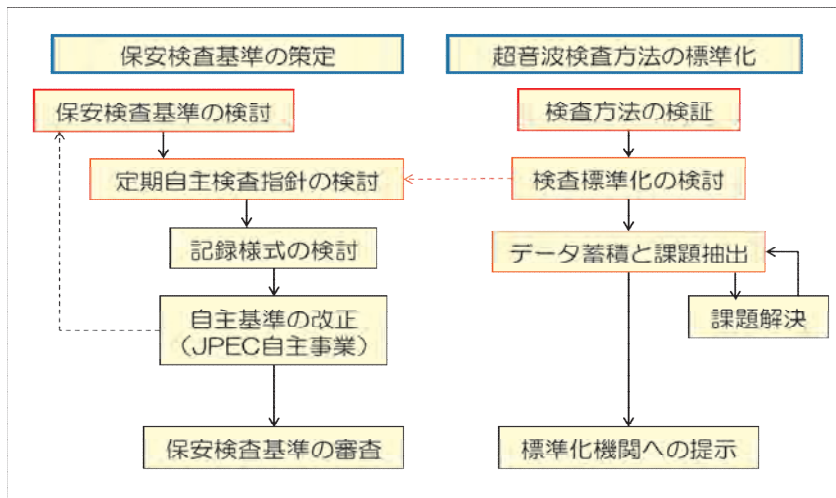 保安検査基準の策定
保安検査基準の検討
定期自主検査指針の検討
記録様式の検討
自主基準の改正
（JPEC自主事業）
保安検査基準の審査
超音波検査方法の標準化
検査方法の検証
検査標準化の検討
データ蓄積と課題抽出
課題解決
標準化機関への提示